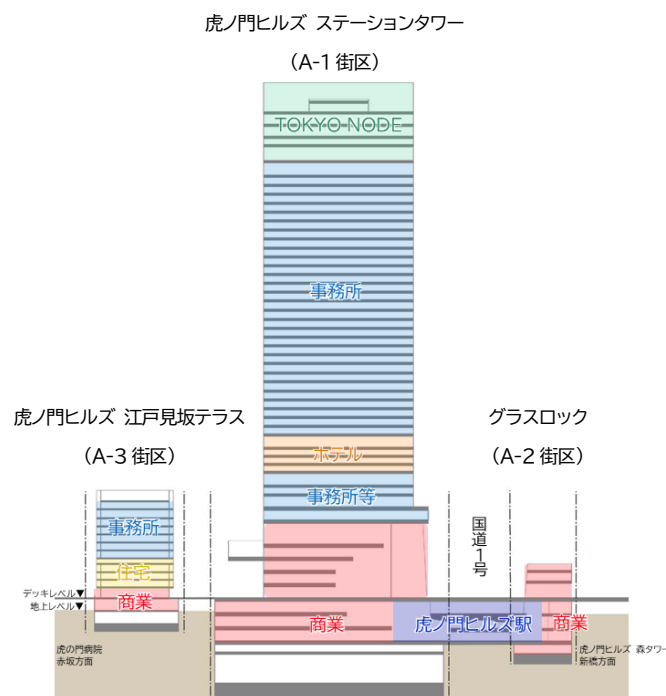 虎ノ門ヒルズ ステーションタワー
（A-1 街区）
TOKYO NODE
事務所
虎ノ門ヒルズ 江戸見坂テラス
（A-3 街区）
グラスロック
（A-2 街区）
ホテル
事務所等
事務所
国道1号
住宅
デッキレベル▼
地上レベル▼
商業
商業
虎ノ門ヒルズ駅
商業
虎の門病院
赤坂方面
虎ノ門ヒルズ 森タワー
新橋方面